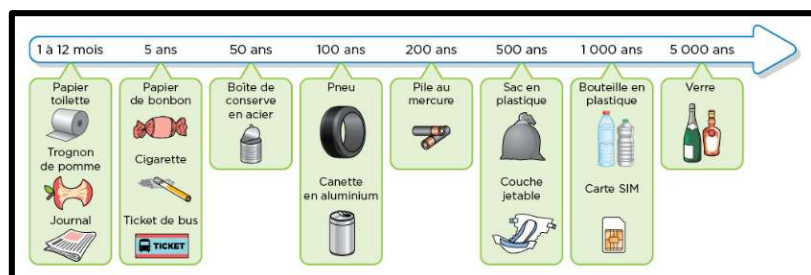 1 à 12 mois
5 ans
50 ans
100 ans
200 ans
500 ans
1 000 ans
5 000 ans
Papier
toilette
Trognon
de pomme
Journal
Papier
de bonbon
Cigarette
Ticket de bus
TICKET
Boîte de
conserve
en acier
Pneu
Canette
en aluminium
Pile au
mercure
Sac en
plastique
Couche
jetable
Bouteille en
plastique
Carte SIM
Verre